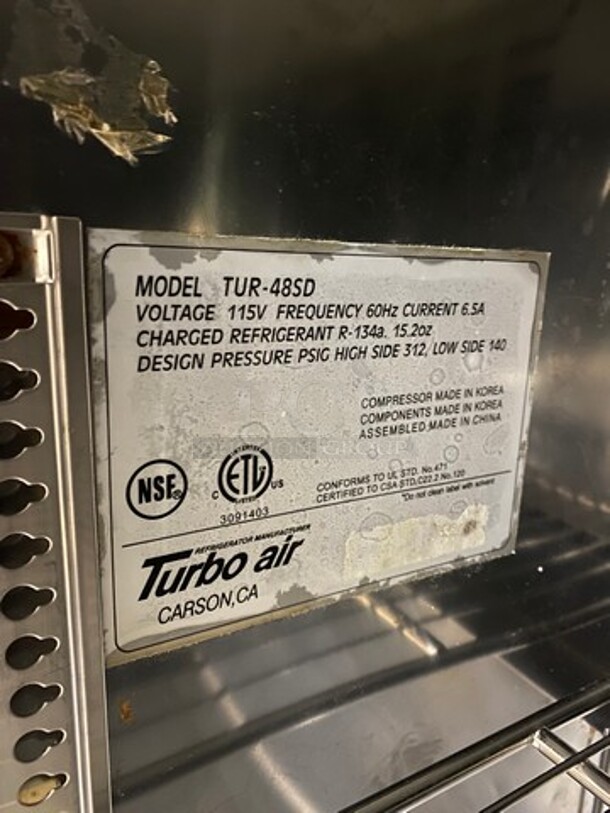 MODEL TUR-48SD
VOLTAGE 115V FREQUENCY 60Hz CURRENT 6.5A
CHARGED REFRIGERANT R-134a. 15.2oz
DESIGN PRESSURE PSIG HIGH SIDE 312, LOW SIDE 140
COMPRESSOR MADE IN KOREA
COMPONENTS MADE IN KOREA
ASSEMBLED MADE IN CHINA
NSF®
INTERTEK
C ETL US
3091403
CONFORMS TO UL STD. No.471
CERTIFIED TO CSA STD,C22.2 No.120
*Do not clean label with solvent
REFRIGERATOR MANUFACTURER
Turbo air
CARSON,CA